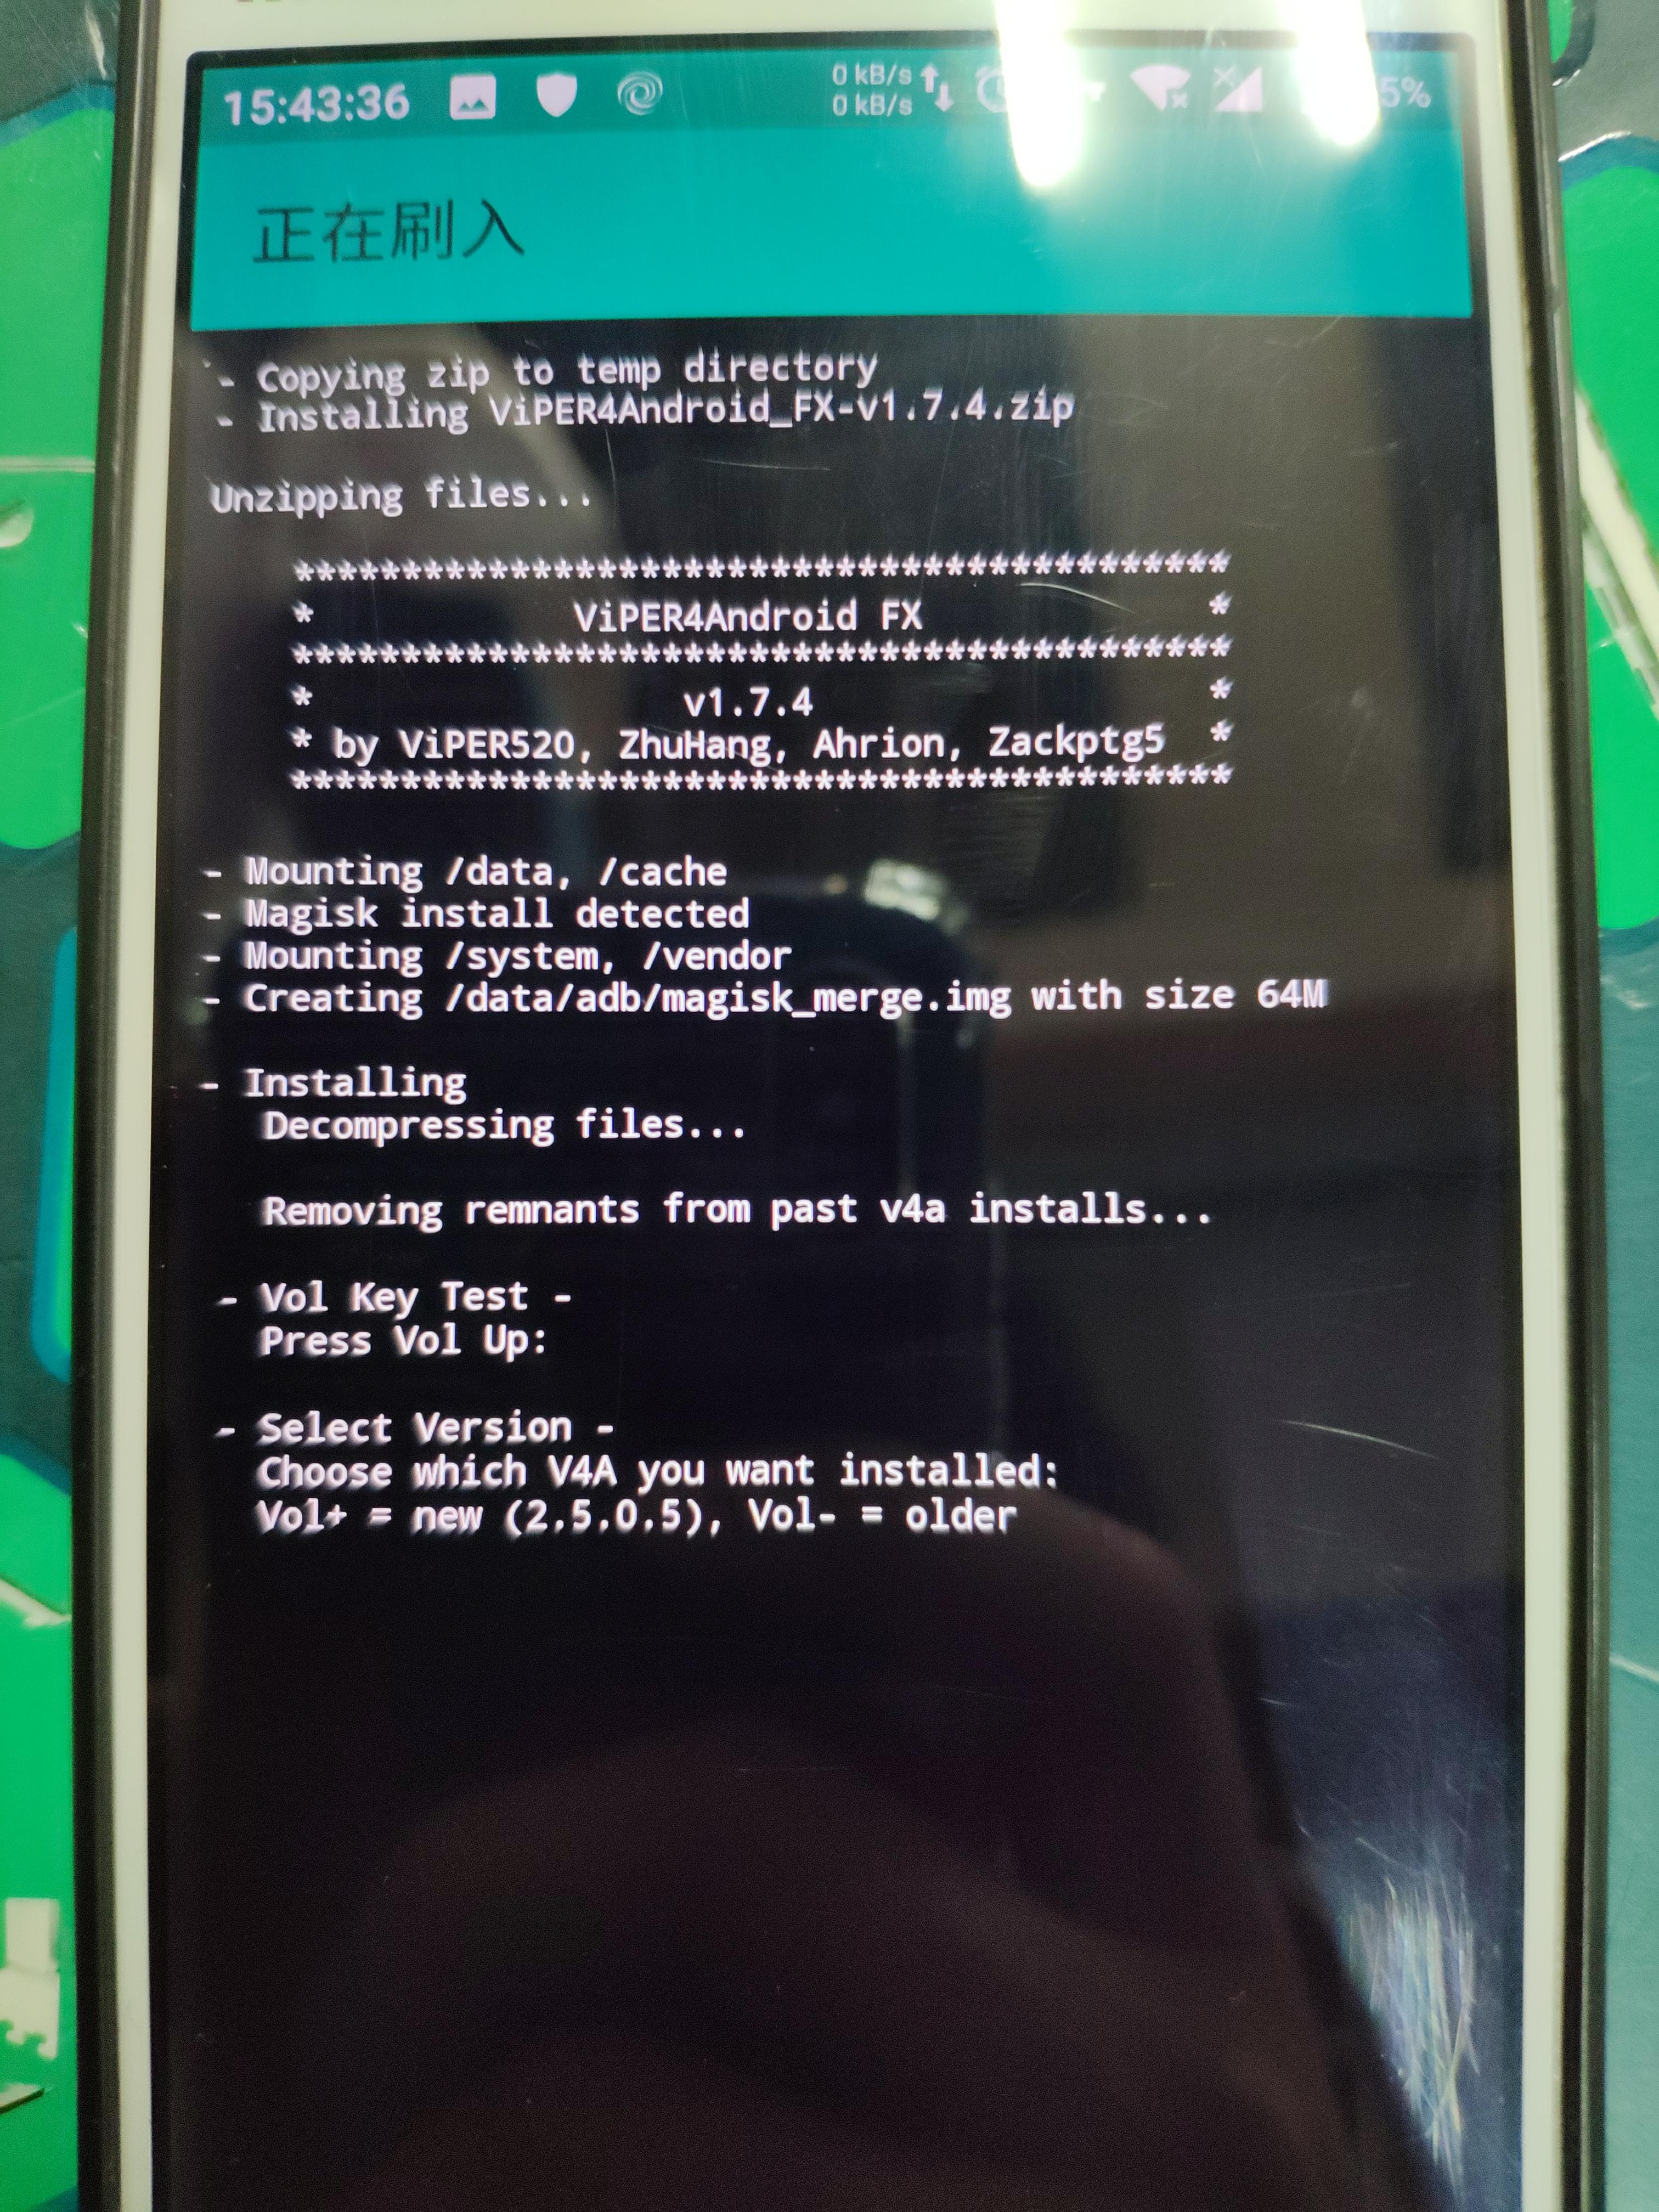 15:43:36
0 kB/s
0 kB/s
5%
正在刷入
- Copying zip to temp directory
- Installing ViPER4Android_FX-v1.7.4.zip
Unzipping files...
*******************************************
* ViPER4Android FX *
*******************************************
* v1.7.4 *
* by ViPER520, ZhuHang, Ahrion, Zackptg5 *
*******************************************
- Mounting /data, /cache
- Magisk install detected
- Mounting /system, /vendor
- Creating /data/adb/magisk_merge.img with size 64M
- Installing
Decompressing files...
Removing remnants from past v4a installs...
- Vol Key Test -
Press Vol Up:
- Select Version -
Choose which V4A you want installed:
Vol+ = new (2.5.0.5), Vol- = older